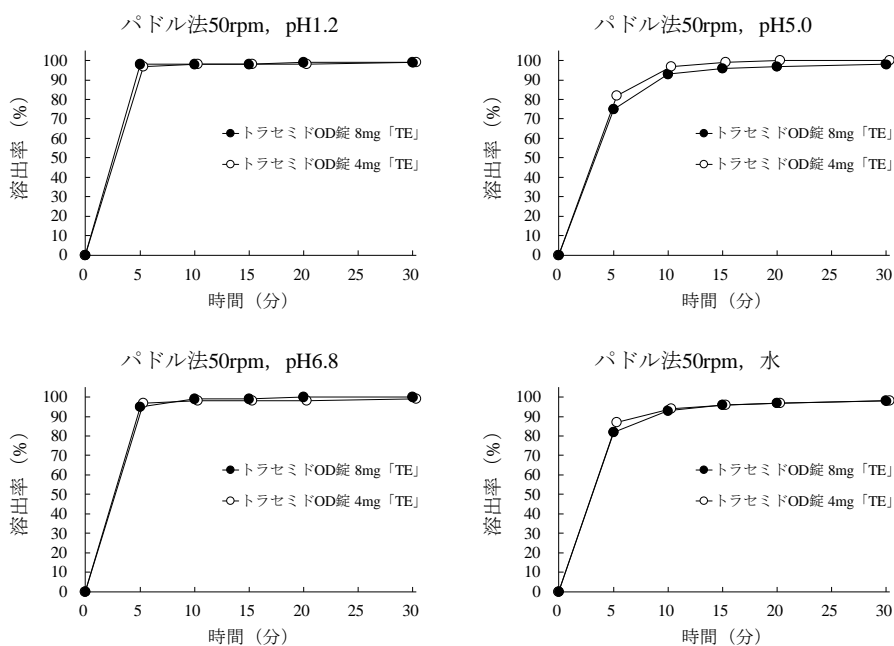 パドル法50rpm，pH1.2
溶出率（%）
100
90
80
70
60
50
40
30
20
10
0
トラセミドOD錠 8mg「TE」
トラセミドOD錠 4mg「TE」
0 5 10 15 20 25 30
時間（分）
パドル法50rpm，pH5.0
溶出率（%）
100
90
80
70
60
50
40
30
20
10
0
トラセミドOD錠 8mg「TE」
トラセミドOD錠 4mg「TE」
0 5 10 15 20 25 30
時間（分）
パドル法50rpm，pH6.8
溶出率（%）
100
90
80
70
60
50
40
30
20
10
0
トラセミドOD錠 8mg「TE」
トラセミドOD錠 4mg「TE」
0 5 10 15 20 25 30
時間（分）
パドル法50rpm，水
溶出率（%）
100
90
80
70
60
50
40
30
20
10
0
トラセミドOD錠 8mg「TE」
トラセミドOD錠 4mg「TE」
0 5 10 15 20 25 30
時間（分）